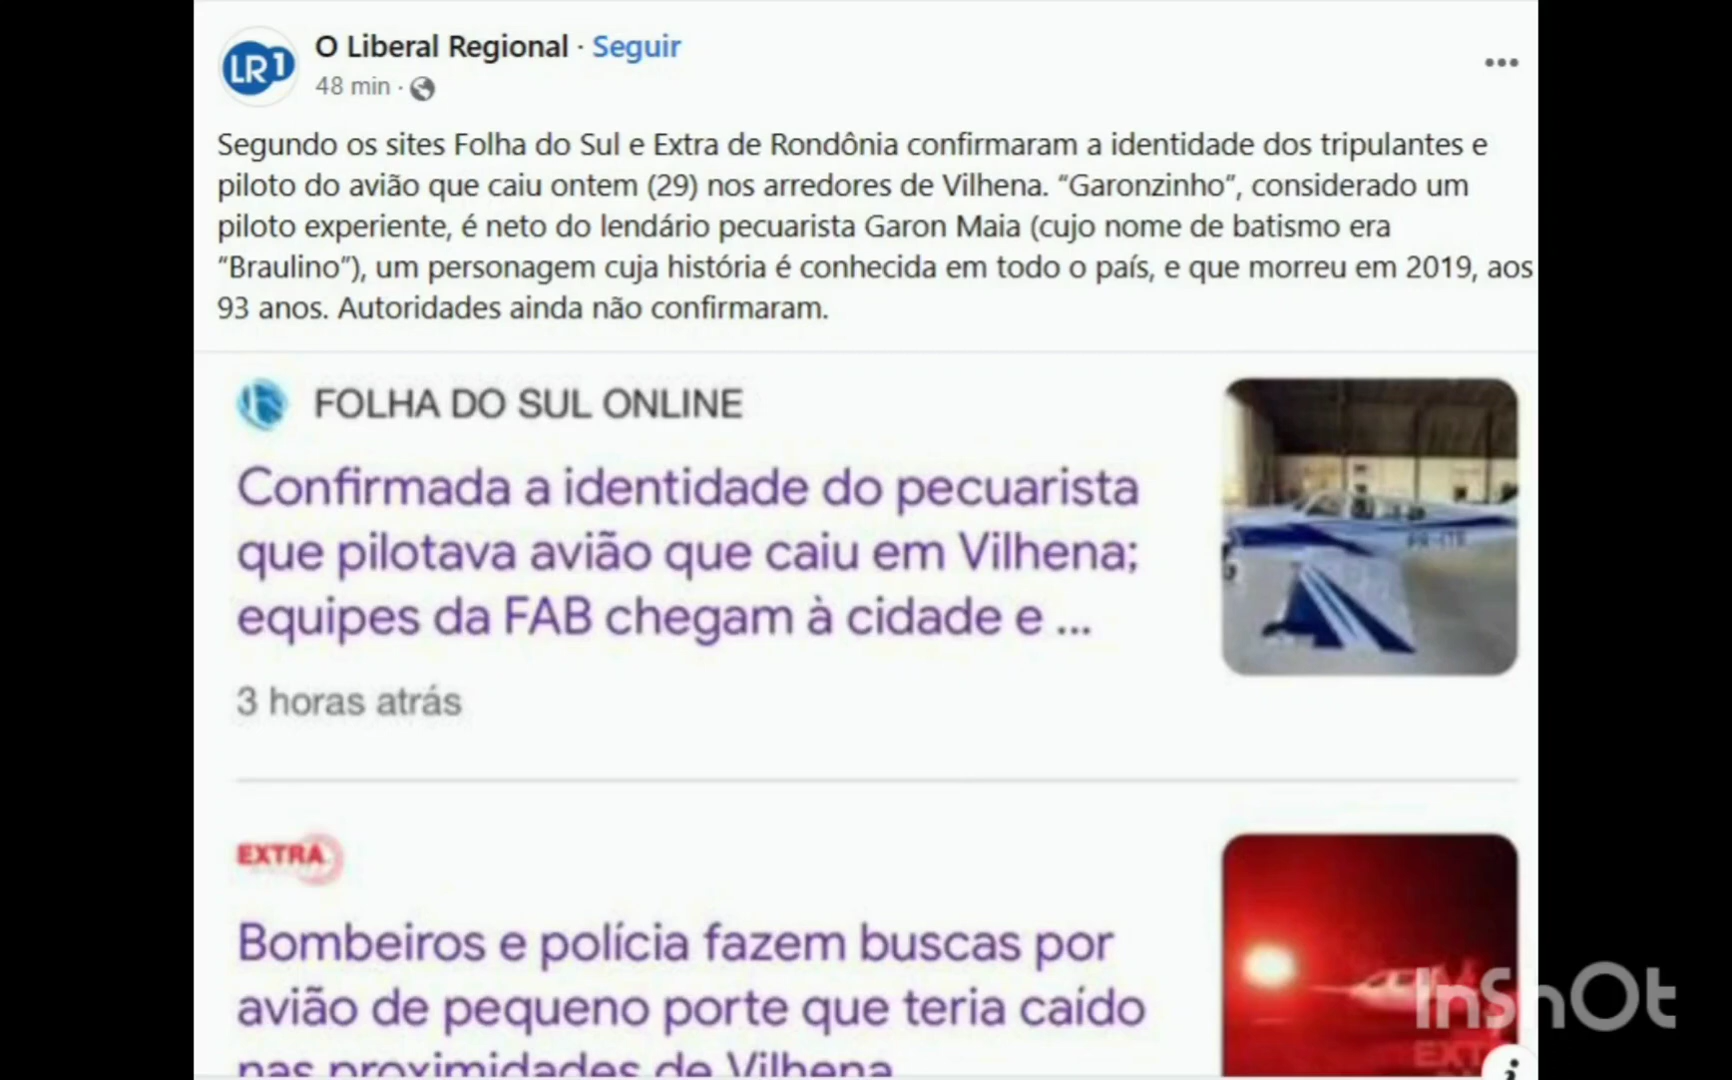 LR1
O Liberal Regional · Seguir
48 min ·
Segundo os sites Folha do Sul e Extra de Rondônia confirmaram a identidade dos tripulantes e
piloto do avião que caiu ontem (29) nos arredores de Vilhena. “Garonzinho”, considerado um
piloto experiente, é neto do lendário pecuarista Garon Maia (cujo nome de batismo era
“Braulino”), um personagem cuja história é conhecida em todo o país, e que morreu em 2019, aos
93 anos. Autoridades ainda não confirmaram.
FOLHA DO SUL ONLINE
Confirmada a identidade do pecuarista
que pilotava avião que caiu em Vilhena;
equipes da FAB chegam à cidade e ...
3 horas atrás
EXTRA
Bombeiros e polícia fazem buscas por
avião de pequeno porte que teria caído
nas proximidades de Vilhena
InShOt